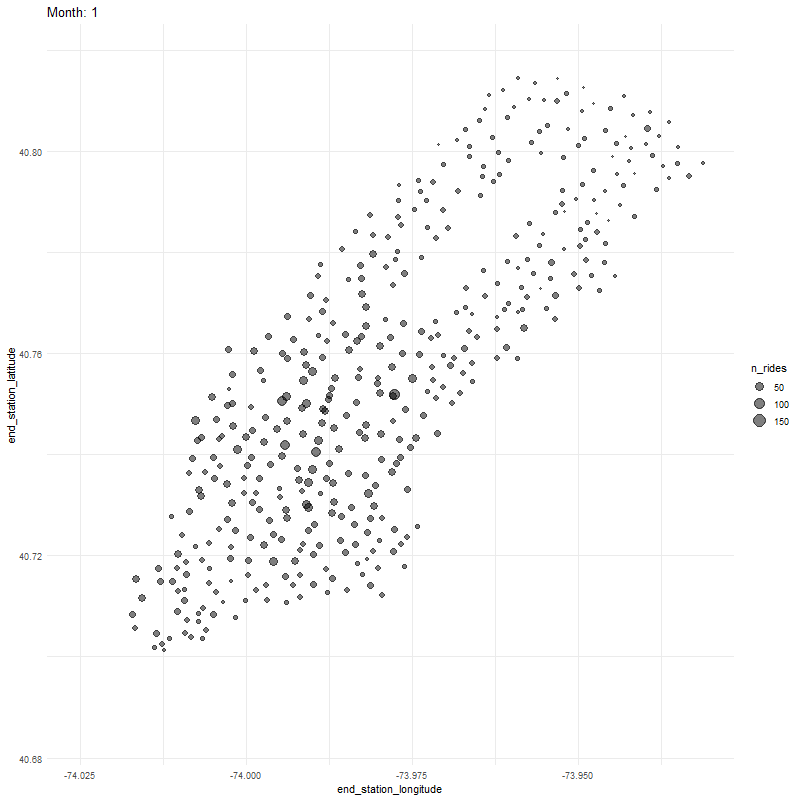 Month: 1
40.80
40.76
40.72
40.68
end_station_latitude
-74.025
-74.000
-73.975
-73.950
end_station_longitude
n_rides
50
100
150